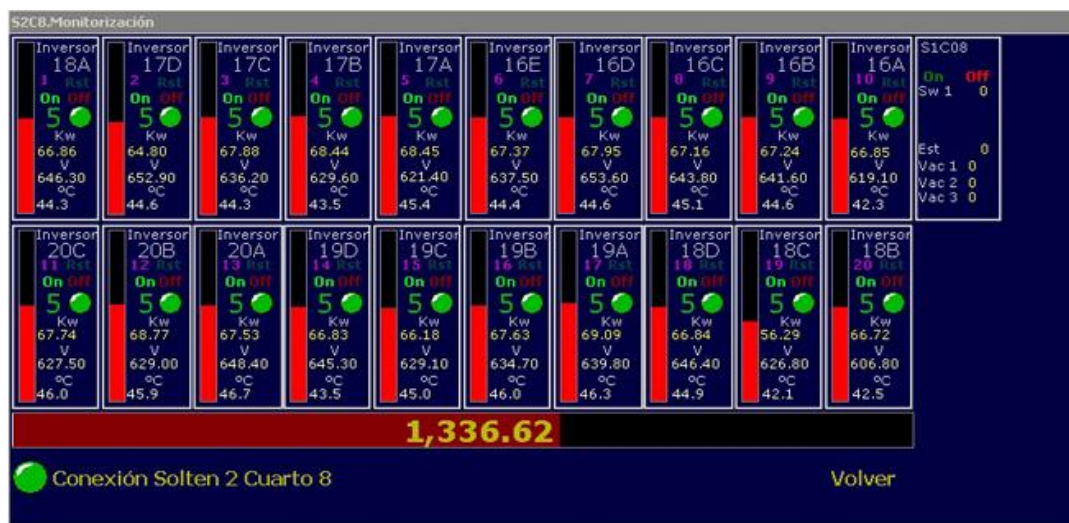 S2C8.Monitorización
Inversor Inversor Inversor Inversor Inversor Inversor Inversor Inversor Inversor Inversor S1C08
18A 17D 17C 17B 17A 16E 16D 16C 16B 16A
1 Rst 2 Rst 3 Rst 4 Rst 5 Rst 6 Rst 7 Rst 8 Rst 9 Rst 10 Rst On Off
On Off On Off On Off On Off On Off On Off On Off On Off On Off On Off Sw 1 0
5 5 5 5 5 5 5 5 5 5
Kw Kw Kw Kw Kw Kw Kw Kw Kw Kw
66.86 64.80 67.88 68.44 68.45 67.37 67.95 67.16 67.24 66.85 Est 0
V V V V V V V V V V Vac 1 0
646.30 652.90 636.20 629.60 621.40 637.50 653.60 643.80 641.60 619.10 Vac 2 0
ºC ºC ºC ºC ºC ºC ºC ºC ºC ºC Vac 3 0
44.3 44.6 44.3 43.5 45.4 44.4 44.6 45.1 44.6 42.3
Inversor Inversor Inversor Inversor Inversor Inversor Inversor Inversor Inversor Inversor
20C 20B 20A 19D 19C 19B 19A 18D 18C 18B
11 Rst 12 Rst 13 Rst 14 Rst 15 Rst 16 Rst 17 Rst 18 Rst 19 Rst 20 Rst
On Off On Off On Off On Off On Off On Off On Off On Off On Off On Off
5 5 5 5 5 5 5 5 5 5
Kw Kw Kw Kw Kw Kw Kw Kw Kw Kw
67.74 68.77 67.53 66.83 66.18 67.63 69.09 66.84 56.29 66.72
V V V V V V V V V V
627.50 629.00 648.40 645.30 629.10 634.70 639.80 646.40 626.80 606.80
ºC ºC ºC ºC ºC ºC ºC ºC ºC ºC
46.0 45.9 46.7 43.5 45.0 46.0 46.3 44.9 42.1 42.5
1,336.62
Conexión Solten 2 Cuarto 8 Volver